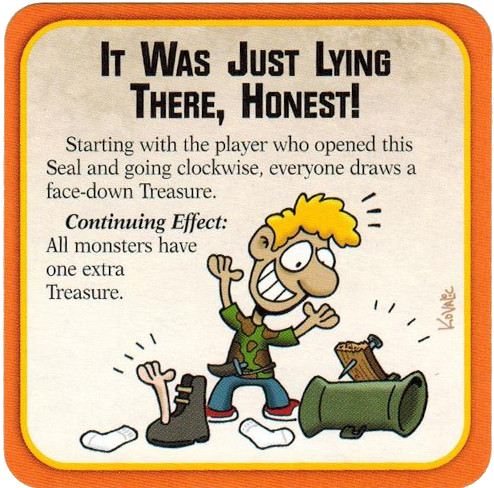 IT WAS JUST LYING
THERE, HONEST!
Starting with the player who opened this
Seal and going clockwise, everyone draws a
face-down Treasure.
Continuing Effect:
All monsters have
one extra
Treasure.
KOVALIC